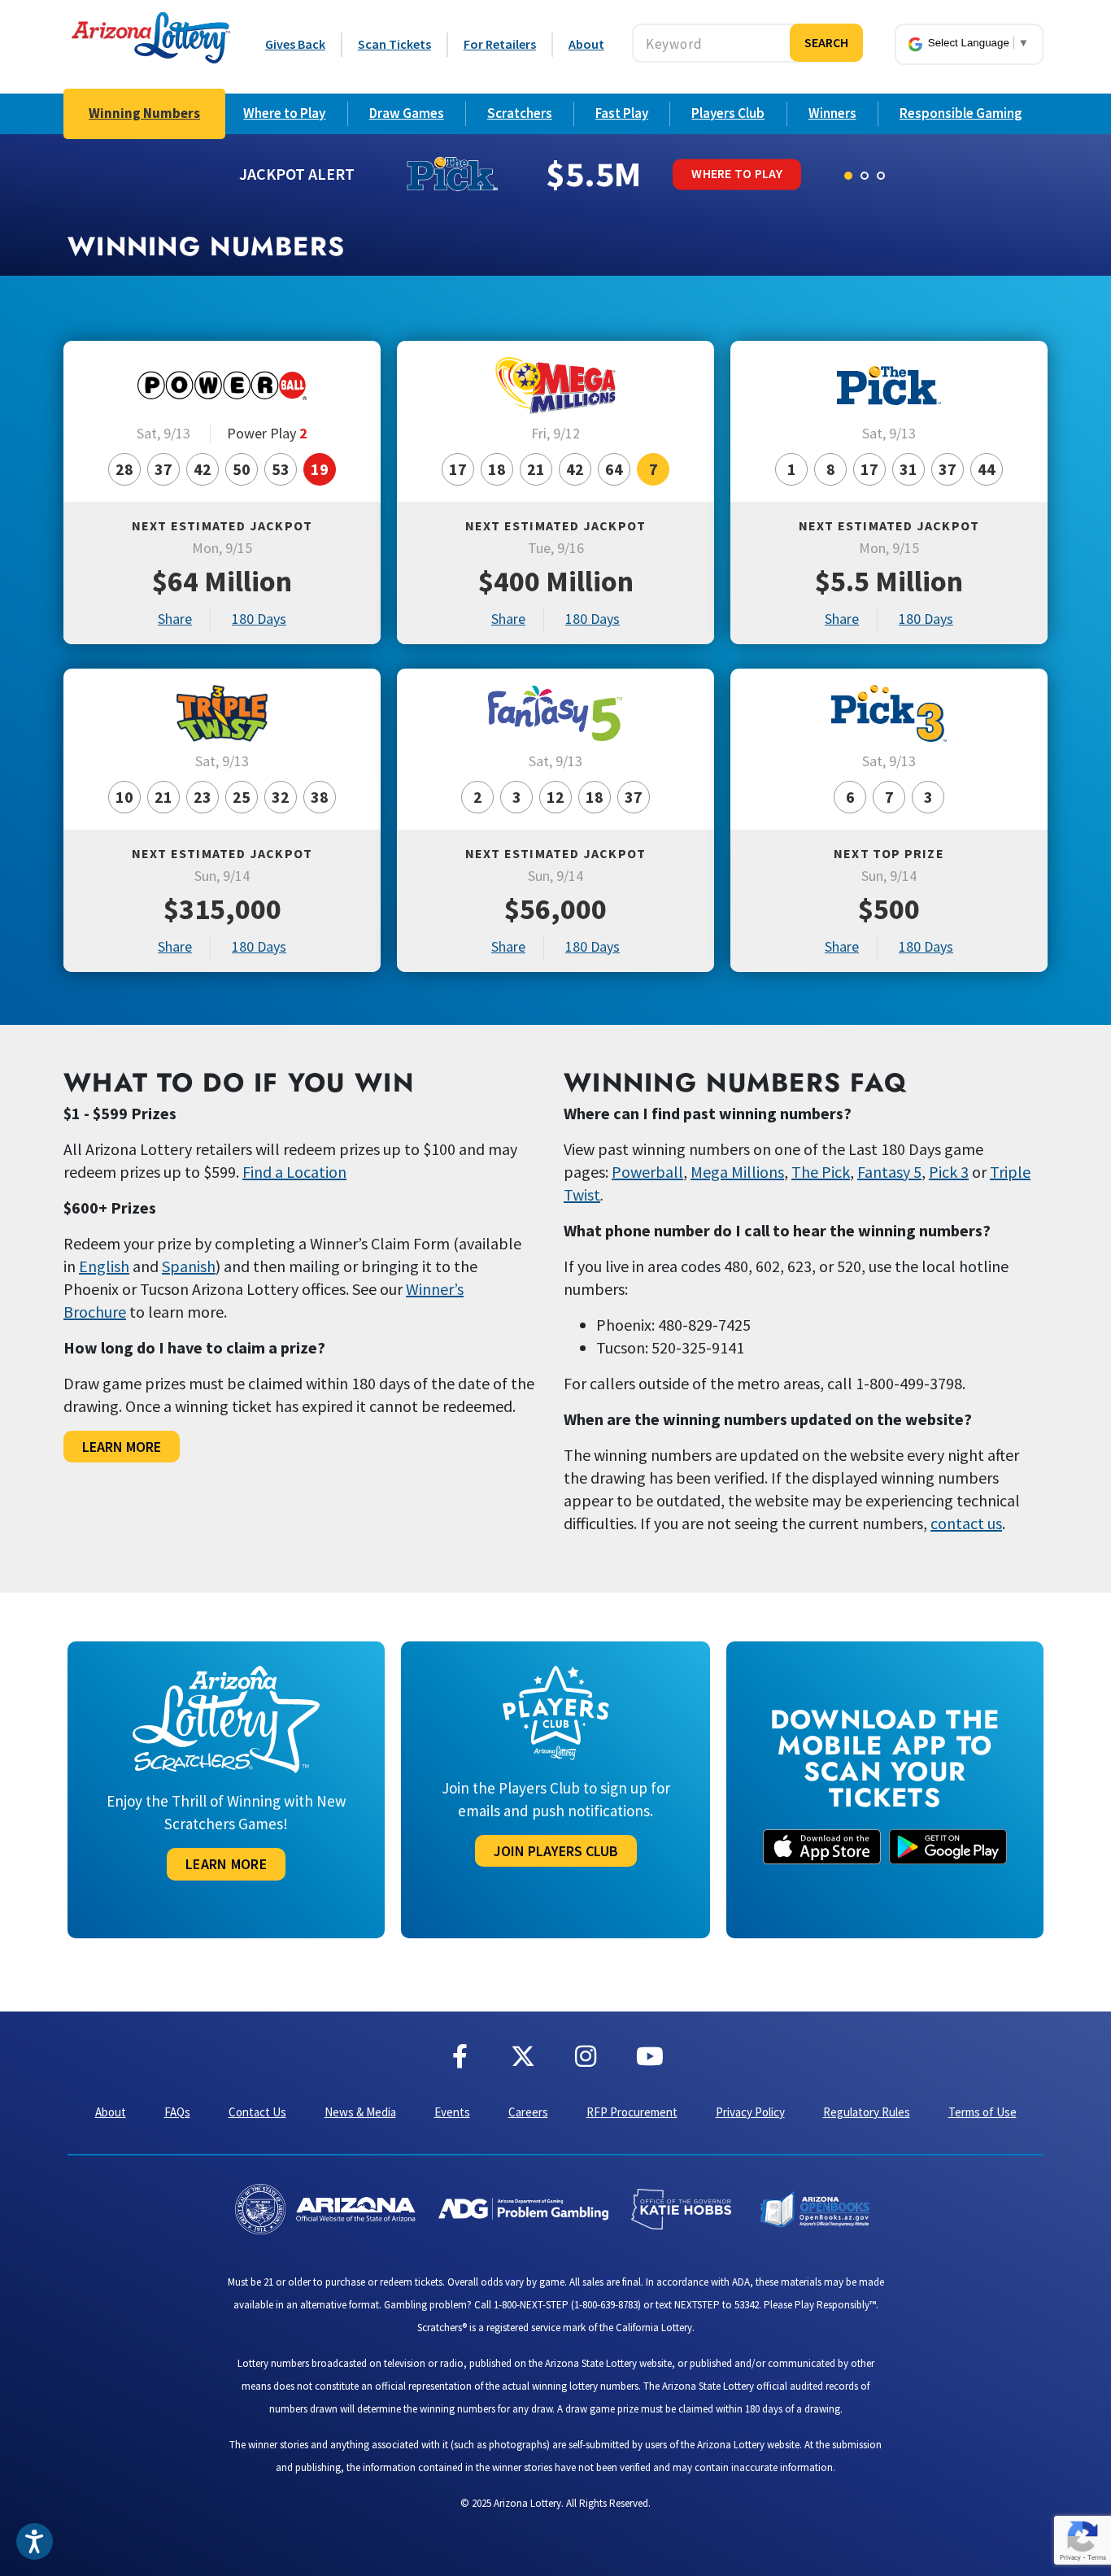 Arizona Lottery™
Gives Back
Scan Tickets
For Retailers
About
Keyword
SEARCH
Select Language ▼
Winning Numbers
Where to Play
Draw Games
Scratchers
Fast Play
Players Club
Winners
Responsible Gaming
JACKPOT ALERT
The Pick
$5.5M
WHERE TO PLAY
WINNING NUMBERS
POWERBALL
Sat, 9/13
Power Play 2
28 37 42 50 53 19
NEXT ESTIMATED JACKPOT
Mon, 9/15
$64 Million
Share
180 Days
MEGA MILLIONS
Fri, 9/12
17 18 21 42 64 7
NEXT ESTIMATED JACKPOT
Tue, 9/16
$400 Million
Share
180 Days
The Pick™
Sat, 9/13
1 8 17 31 37 44
NEXT ESTIMATED JACKPOT
Mon, 9/15
$5.5 Million
Share
180 Days
3 TRIPLE TWIST
Sat, 9/13
10 21 23 25 32 38
NEXT ESTIMATED JACKPOT
Sun, 9/14
$315,000
Share
180 Days
Fantasy 5™
Sat, 9/13
2 3 12 18 37
NEXT ESTIMATED JACKPOT
Sun, 9/14
$56,000
Share
180 Days
Pick 3™
Sat, 9/13
6 7 3
NEXT TOP PRIZE
Sun, 9/14
$500
Share
180 Days
WHAT TO DO IF YOU WIN
$1 - $599 Prizes
All Arizona Lottery retailers will redeem prizes up to $100 and may
redeem prizes up to $599. Find a Location
$600+ Prizes
Redeem your prize by completing a Winner’s Claim Form (available
in English and Spanish) and then mailing or bringing it to the
Phoenix or Tucson Arizona Lottery offices. See our Winner’s
Brochure to learn more.
How long do I have to claim a prize?
Draw game prizes must be claimed within 180 days of the date of the
drawing. Once a winning ticket has expired it cannot be redeemed.
LEARN MORE
WINNING NUMBERS FAQ
Where can I find past winning numbers?
View past winning numbers on one of the Last 180 Days game
pages: Powerball, Mega Millions, The Pick, Fantasy 5, Pick 3 or Triple
Twist.
What phone number do I call to hear the winning numbers?
If you live in area codes 480, 602, 623, or 520, use the local hotline
numbers:
• Phoenix: 480-829-7425
• Tucson: 520-325-9141
For callers outside of the metro areas, call 1-800-499-3798.
When are the winning numbers updated on the website?
The winning numbers are updated on the website every night after
the drawing has been verified. If the displayed winning numbers
appear to be outdated, the website may be experiencing technical
difficulties. If you are not seeing the current numbers, contact us.
Arizona
Lottery
SCRATCHERS®™
Enjoy the Thrill of Winning with New
Scratchers Games!
LEARN MORE
PLAYERS
CLUB
Arizona Lottery
Join the Players Club to sign up for
emails and push notifications.
JOIN PLAYERS CLUB
DOWNLOAD THE
MOBILE APP TO
SCAN YOUR
TICKETS
Download on the
App Store
GET IT ON
Google Play
About
FAQs
Contact Us
News & Media
Events
Careers
RFP Procurement
Privacy Policy
Regulatory Rules
Terms of Use
1912
ARIZONA
Official Website of the State of Arizona
ADG
Arizona Department of Gaming
Problem Gambling
OFFICE OF THE GOVERNOR
KATIE HOBBS
ARIZONA
OPENBOOKS
OpenBooks.az.gov
Arizona's Official Transparency Website
Must be 21 or older to purchase or redeem tickets. Overall odds vary by game. All sales are final. In accordance with ADA, these materials may be made
available in an alternative format. Gambling problem? Call 1-800-NEXT-STEP (1-800-639-8783) or text NEXTSTEP to 53342. Please Play Responsibly™.
Scratchers® is a registered service mark of the California Lottery.
Lottery numbers broadcasted on television or radio, published on the Arizona State Lottery website, or published and/or communicated by other
means does not constitute an official representation of the actual winning lottery numbers. The Arizona State Lottery official audited records of
numbers drawn will determine the winning numbers for any draw. A draw game prize must be claimed within 180 days of a drawing.
The winner stories and anything associated with it (such as photographs) are self-submitted by users of the Arizona Lottery website. At the submission
and publishing, the information contained in the winner stories have not been verified and may contain inaccurate information.
© 2025 Arizona Lottery. All Rights Reserved.
Privacy - Terms